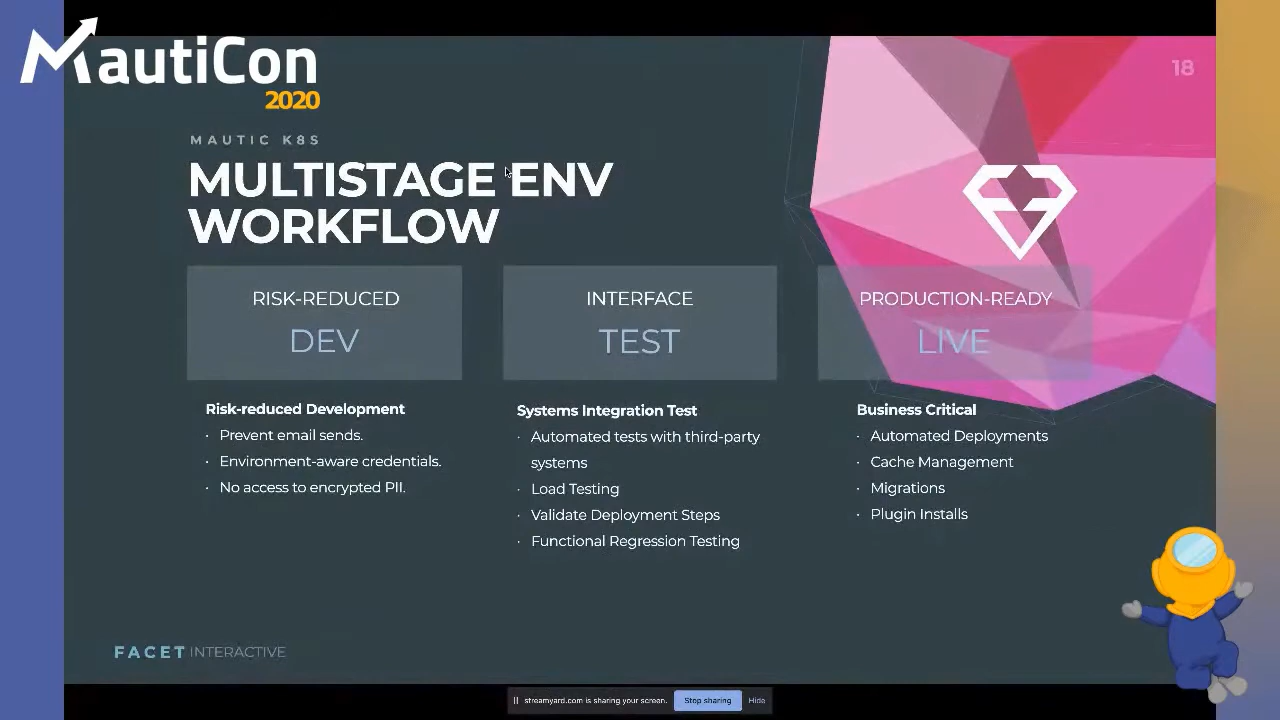 MautiCon
2020
18
MAUTIC K8S
MULTISTAGE ENV
WORKFLOW
RISK-REDUCED
DEV
INTERFACE
TEST
PRODUCTION-READY
LIVE
Risk-reduced Development
· Prevent email sends.
· Environment-aware credentials.
· No access to encrypted PII.
Systems Integration Test
· Automated tests with third-party
systems
· Load Testing
· Validate Deployment Steps
· Functional Regression Testing
Business Critical
· Automated Deployments
· Cache Management
· Migrations
· Plugin Installs
FACET INTERACTIVE
streamyard.com is sharing your screen.
Stop sharing
Hide